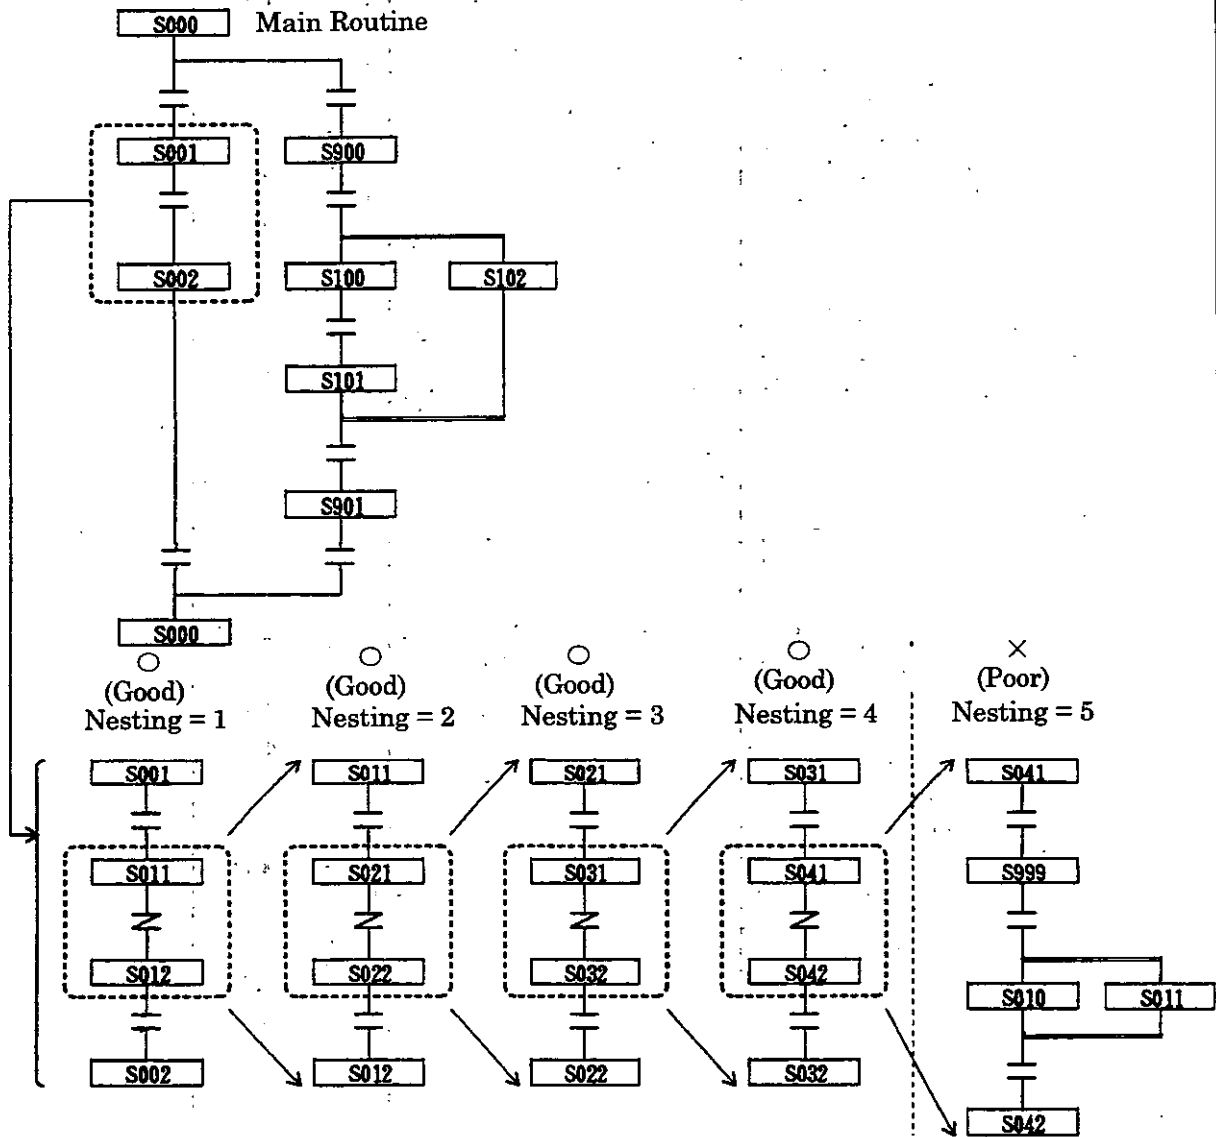 S000 Main Routine
S001 S900
S002 S100 S102
S101
S901
S000
(Good) (Good) (Good) (Good) (Poor)
Nesting = 1 Nesting = 2 Nesting = 3 Nesting = 4 Nesting = 5
S001 S011 S021 S031 S041
S011 S021 S031 S041 S999
S012 S022 S032 S042
S010 S011
S002 S012 S022 S032
S042